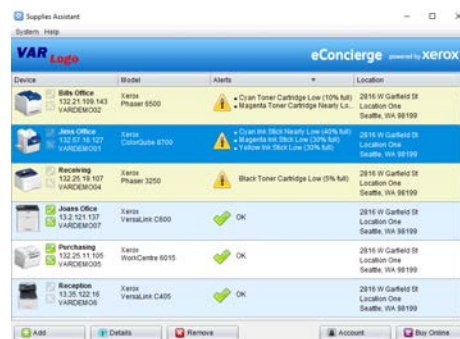 Supplies Assistant
System Help
VAR Logo
eConcierge powered by xerox
Device Model Alerts Location
Bills Office
132.21.109.143
VARDEMO02
Xerox
Phaser 6500
• Cyan Toner Cartridge Low (10% full)
• Magenta Toner Cartridge Nearly Lo...
2816 W Garfield St
Location One
Seattle, WA 98199
Jims Office
132.57.16.127
VARDEMO01
Xerox
ColorQube 8700
• Cyan Ink Stick Nearly Low (40% full)
• Magenta Ink Stick Low (30% full)
• Yellow Ink Stick Low (30% full)
2816 W Garfield St
Location One
Seattle, WA 98199
Receiving
132.25.19.107
VARDEMO04
Xerox
Phaser 3250
Black Toner Cartridge Low (5% full)
2816 W Garfield St
Location One
Seattle, WA 98199
Joans Office
13.2.121.137
VARDEMO07
Xerox
VersaLink C600
OK
2816 W Garfield St
Location One
Seattle, WA 98199
Purchasing
132.25.11.105
VARDEMO05
Xerox
WorkCentre 6015
OK
2816 W Garfield St
Location One
Seattle, WA 98199
Reception
13.35.122.16
VARDEMO6
Xerox
VersaLink C405
OK
2816 W Garfield St
Location One
Seattle, WA 98199
Add Details Remove Account Buy Online